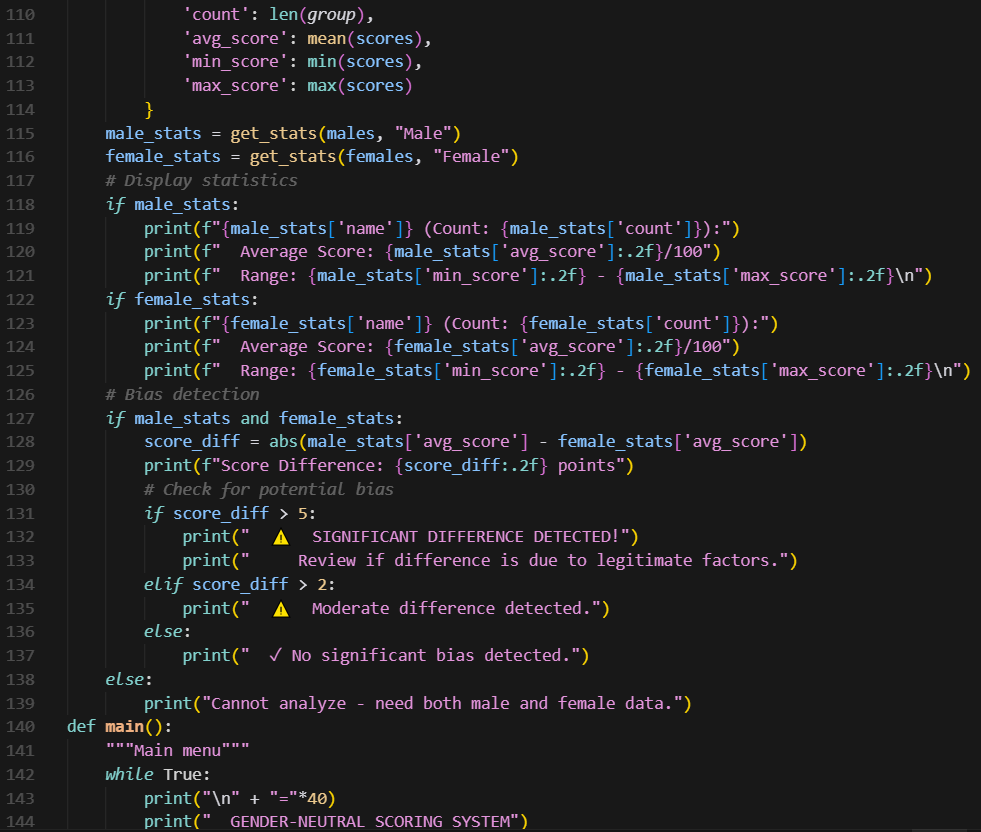 110                 'count': len(group),
111                 'avg_score': mean(scores),
112                 'min_score': min(scores),
113                 'max_score': max(scores)
114             }
115         male_stats = get_stats(males, "Male")
116         female_stats = get_stats(females, "Female")
117         # Display statistics
118         if male_stats:
119             print(f"{male_stats['name']} (Count: {male_stats['count']}):")
120             print(f"  Average Score: {male_stats['avg_score']:.2f}/100")
121             print(f"  Range: {male_stats['min_score']:.2f} - {male_stats['max_score']:.2f}\n")
122         if female_stats:
123             print(f"{female_stats['name']} (Count: {female_stats['count']}):")
124             print(f"  Average Score: {female_stats['avg_score']:.2f}/100")
125             print(f"  Range: {female_stats['min_score']:.2f} - {female_stats['max_score']:.2f}\n")
126         # Bias detection
127         if male_stats and female_stats:
128             score_diff = abs(male_stats['avg_score'] - female_stats['avg_score'])
129             print(f"Score Difference: {score_diff:.2f} points")
130             # Check for potential bias
131             if score_diff > 5:
132                 print("  ⚠️  SIGNIFICANT DIFFERENCE DETECTED!")
133                 print("     Review if difference is due to legitimate factors.")
134             elif score_diff > 2:
135                 print("  ⚠️  Moderate difference detected.")
136             else:
137                 print("  ✓ No significant bias detected.")
138         else:
139             print("Cannot analyze - need both male and female data.")
140     def main():
141         """Main menu"""
142         while True:
143             print("\n" + "="*40)
144             print("  GENDER-NEUTRAL SCORING SYSTEM")